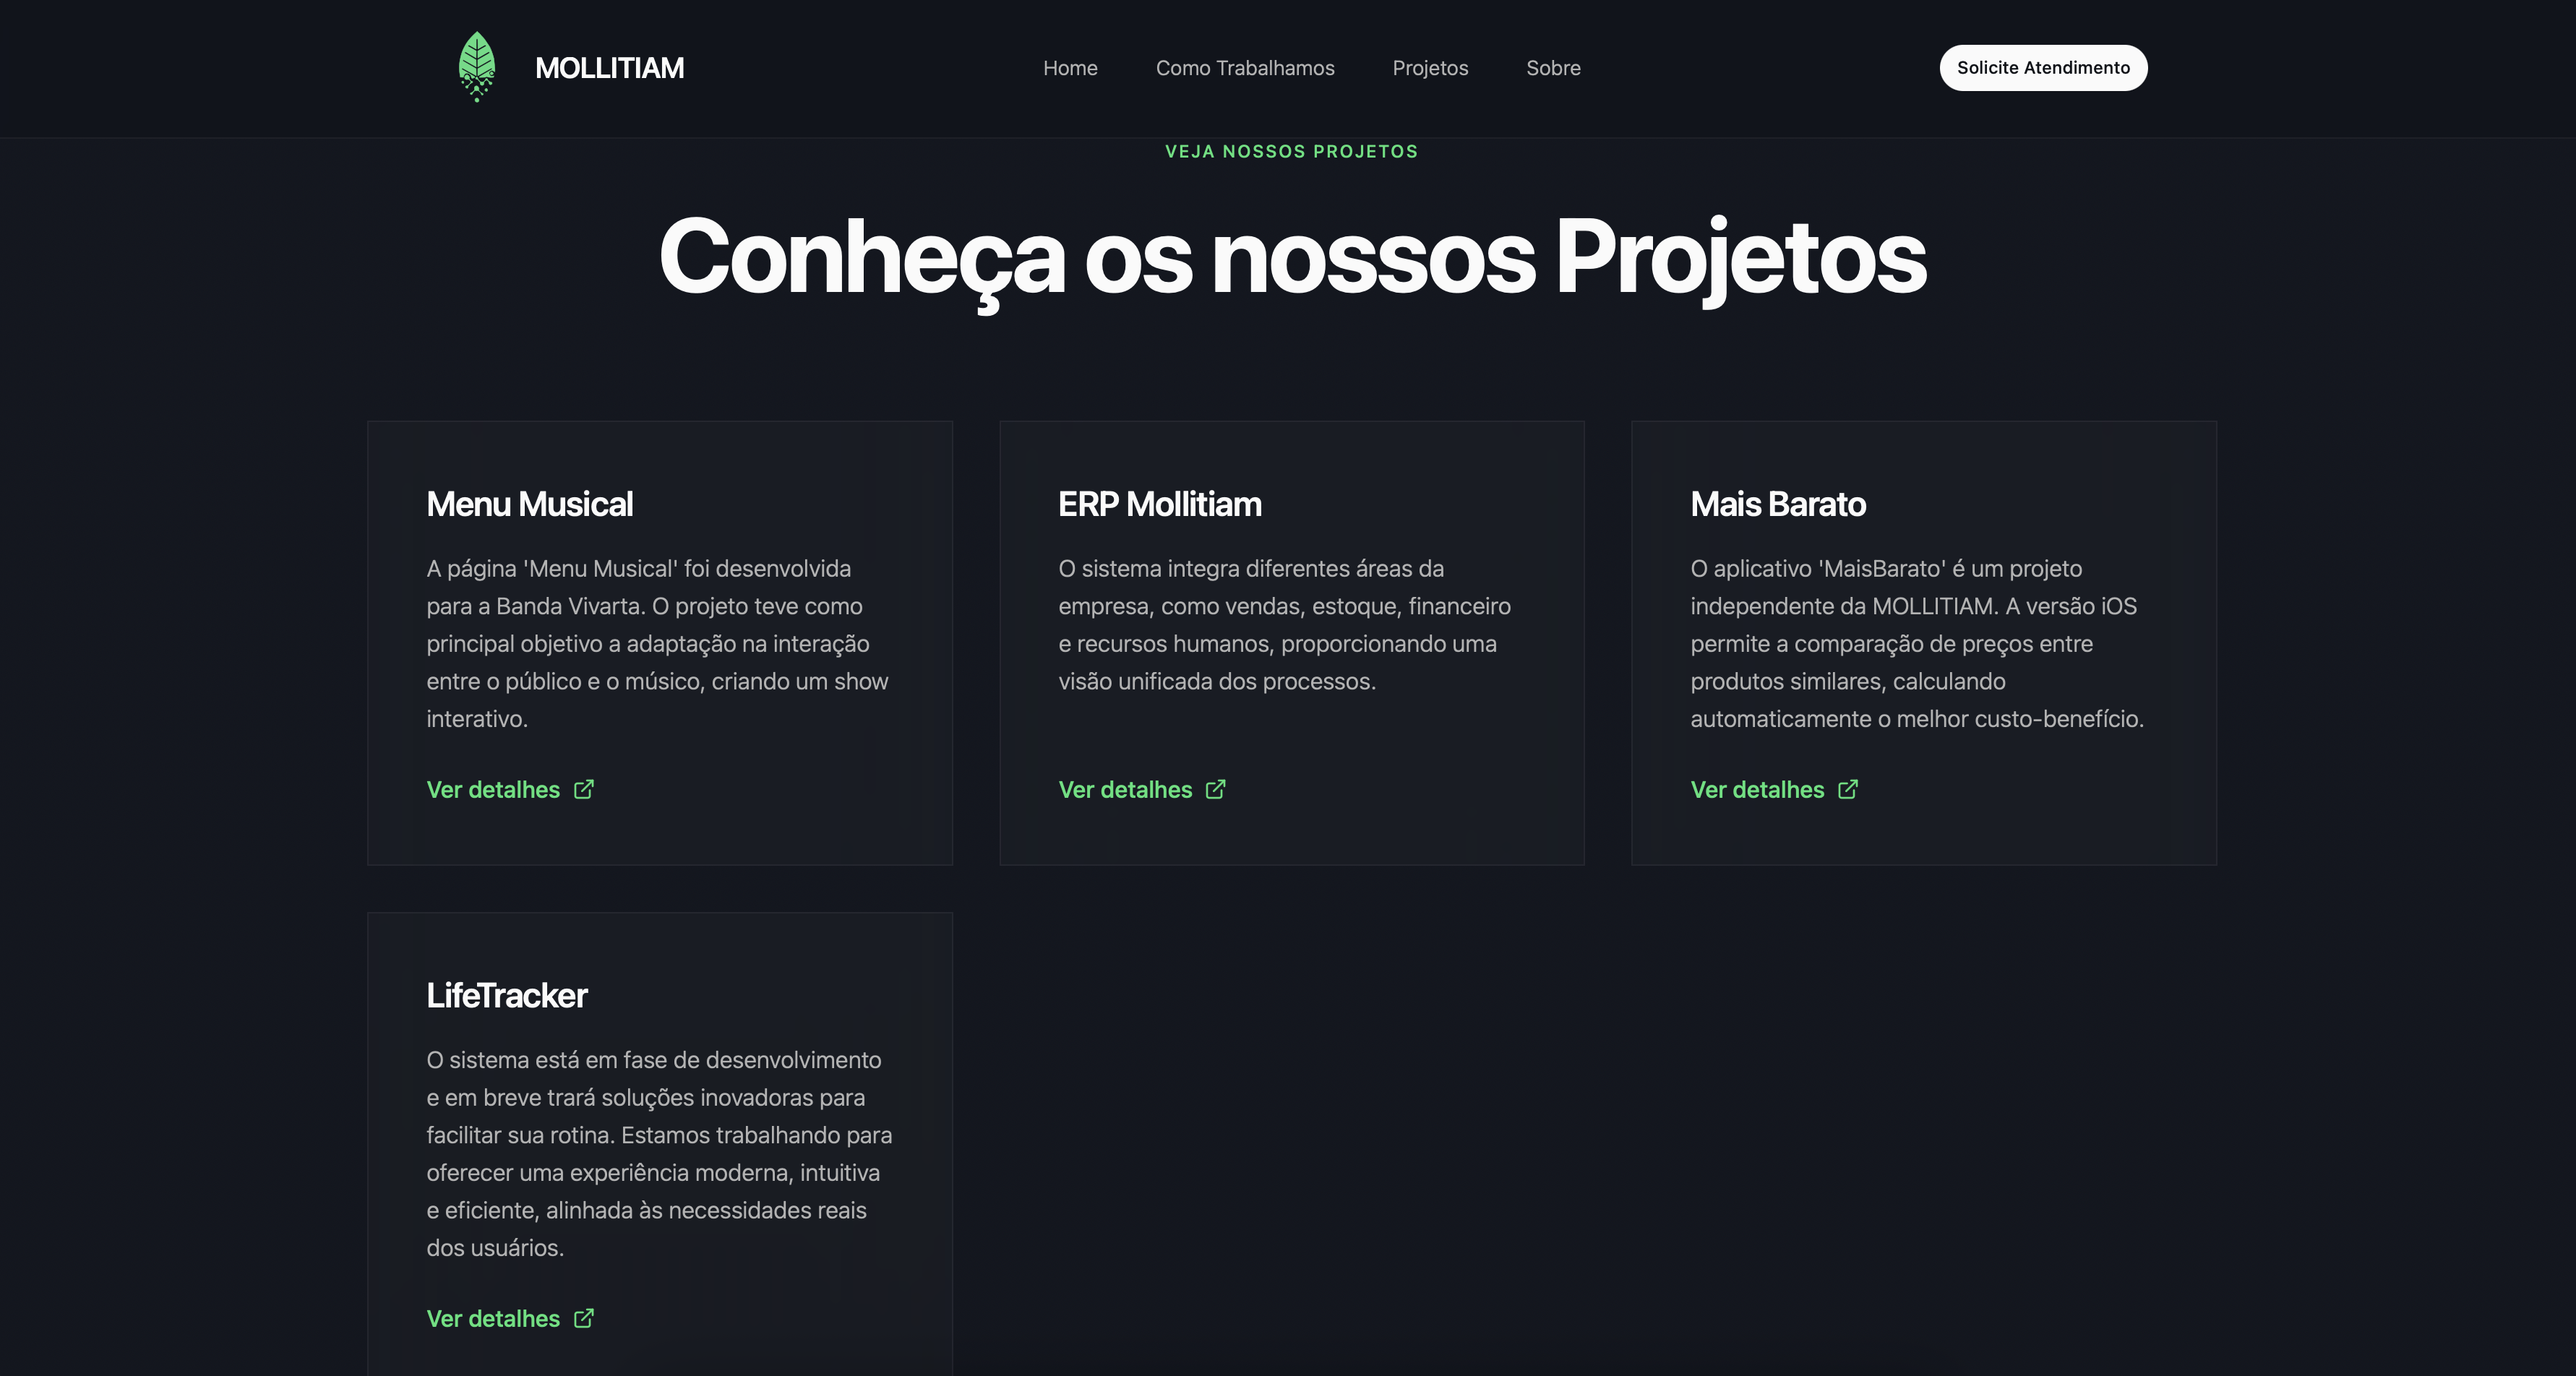 MOLLITIAM
Home
Como Trabalhamos
Projetos
Sobre
Solicite Atendimento
VEJA NOSSOS PROJETOS
Conheça os nossos Projetos
Menu Musical
A página 'Menu Musical' foi desenvolvida
para a Banda Vivarta. O projeto teve como
principal objetivo a adaptação na interação
entre o público e o músico, criando um show
interativo.
Ver detalhes
ERP Mollitiam
O sistema integra diferentes áreas da
empresa, como vendas, estoque, financeiro
e recursos humanos, proporcionando uma
visão unificada dos processos.
Ver detalhes
Mais Barato
O aplicativo 'MaisBarato' é um projeto
independente da MOLLITIAM. A versão iOS
permite a comparação de preços entre
produtos similares, calculando
automaticamente o melhor custo-benefício.
Ver detalhes
LifeTracker
O sistema está em fase de desenvolvimento
e em breve trará soluções inovadoras para
facilitar sua rotina. Estamos trabalhando para
oferecer uma experiência moderna, intuitiva
e eficiente, alinhada às necessidades reais
dos usuários.
Ver detalhes